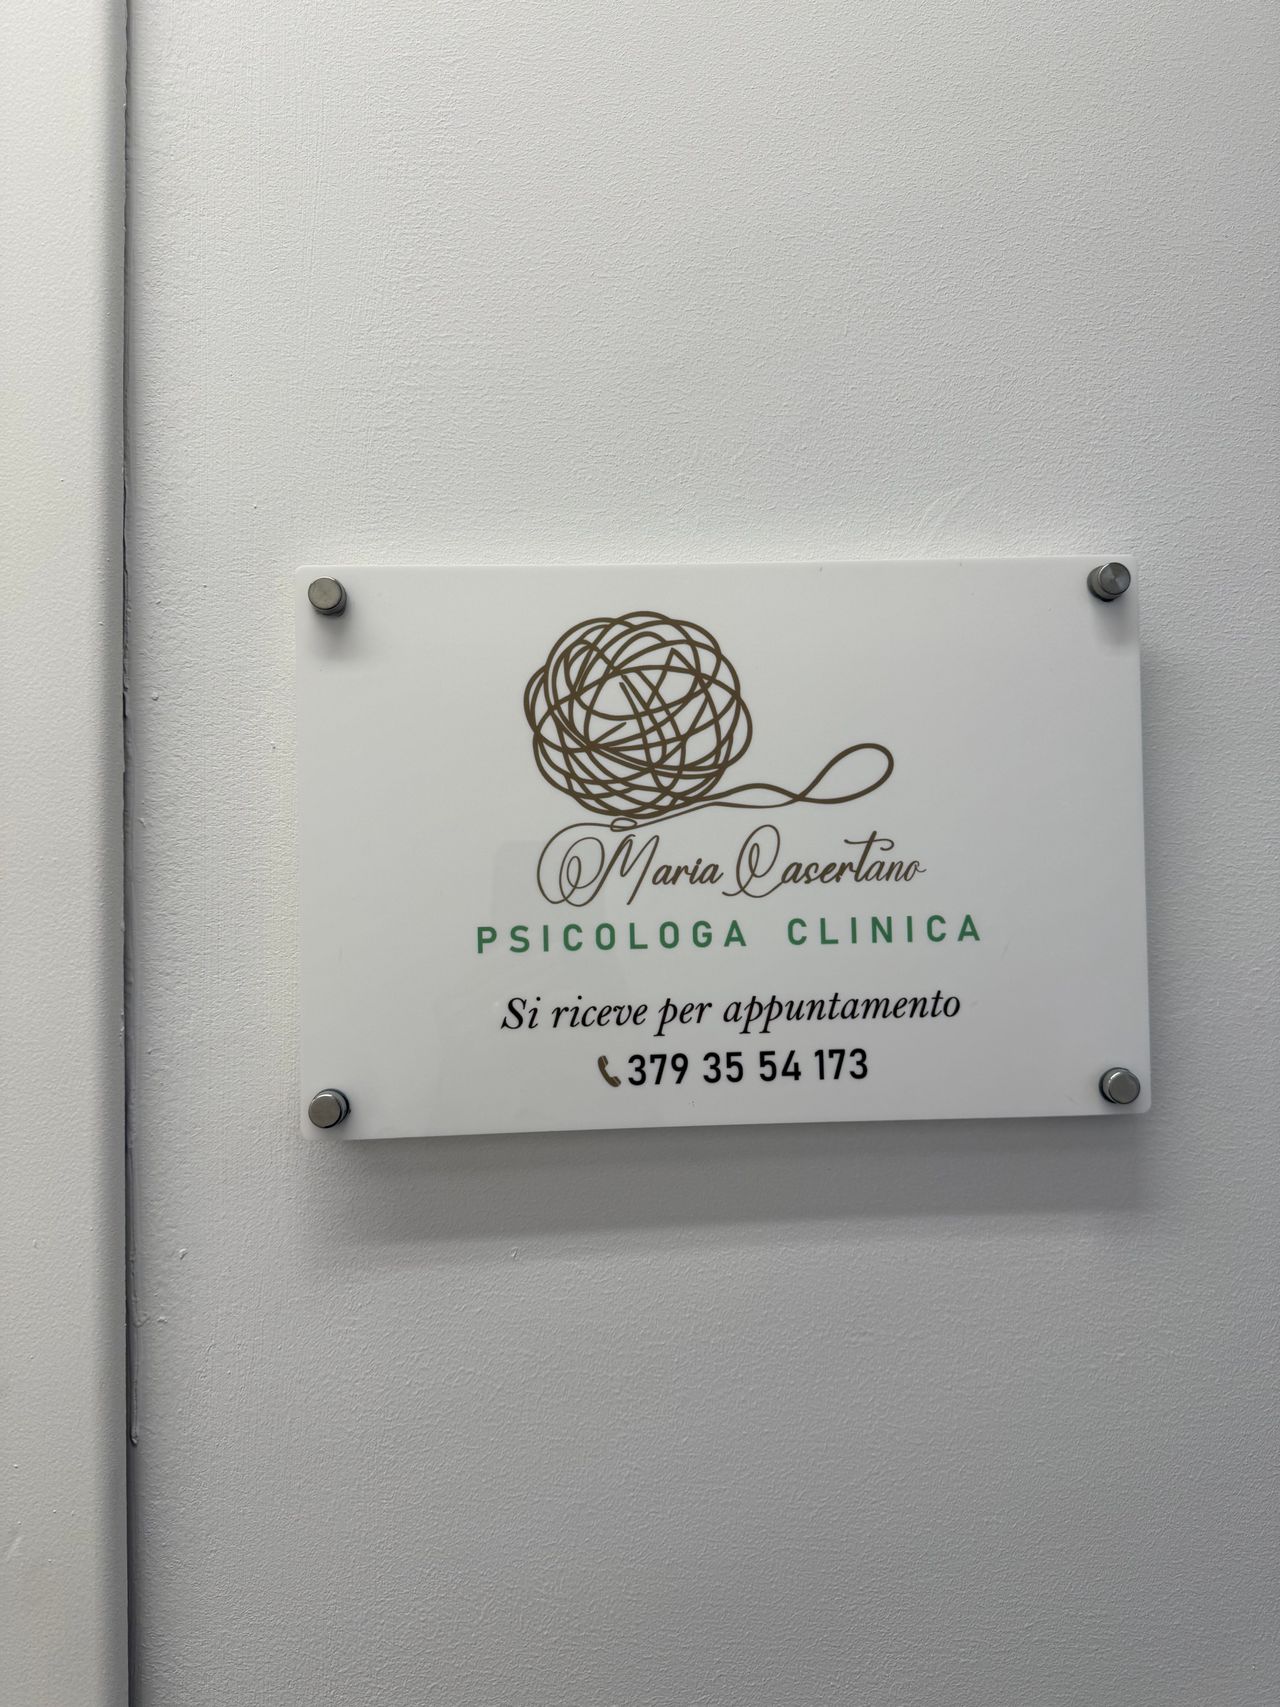 Maria Casertano
PSICOLOGA CLINICA
Si riceve per appuntamento
379 35 54 173